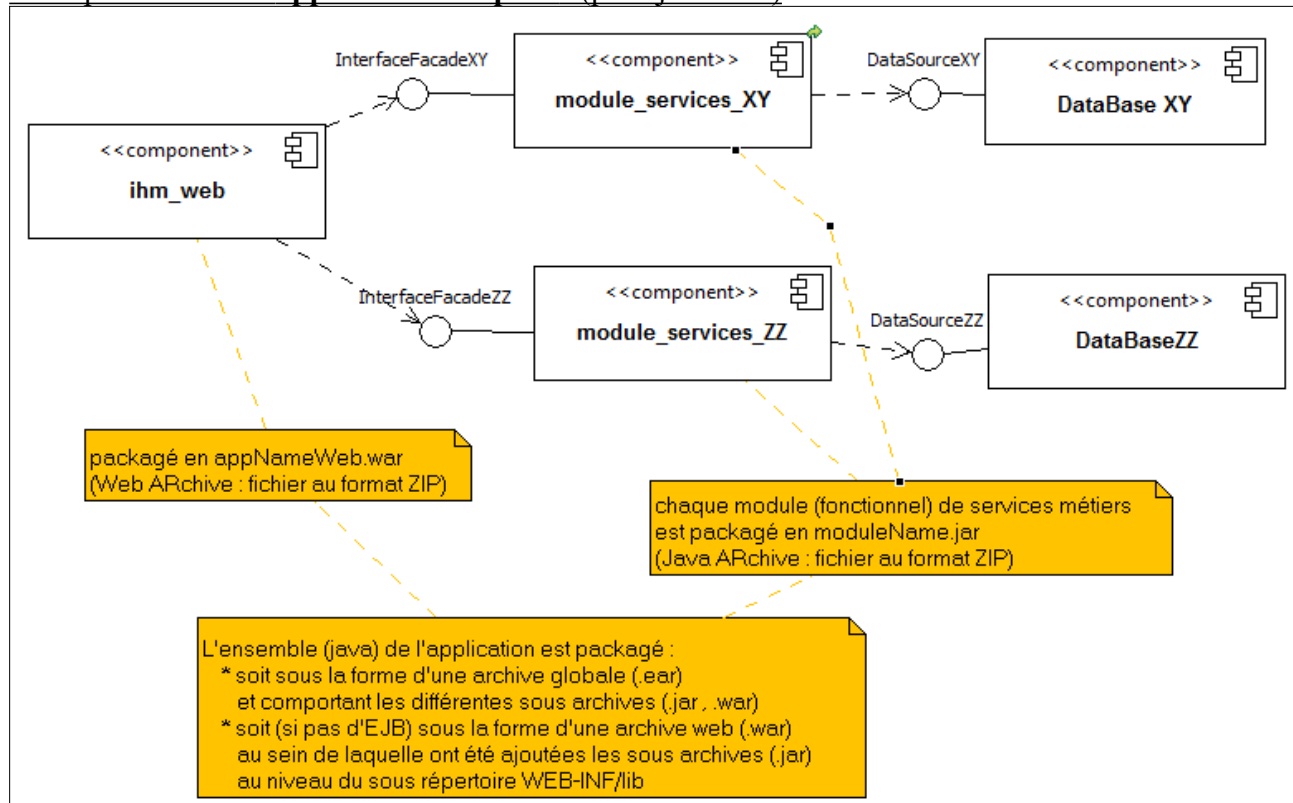 InterfaceFacadeXY
<<component>>
module_services_XY
DataSourceXY
<<component>>
DataBase XY
<<component>>
ihm_web
InterfaceFacadeZZ
<<component>>
module_services_ZZ
DataSourceZZ
<<component>>
DataBaseZZ
packagé en appNameWeb.war
(Web ARchive : fichier au format ZIP)
chaque module (fonctionnel) de services métiers
est packagé en moduleName.jar
(Java ARchive : fichier au format ZIP)
L'ensemble (java) de l'application est packagé :
* soit sous la forme d'une archive globale (.ear)
et comportant les différentes sous archives (.jar , .war)
* soit (si pas d'EJB) sous la forme d'une archive web (.war)
au sein de laquelle ont été ajoutées les sous archives (.jar)
au niveau du sous répertoire WEB-INF/lib